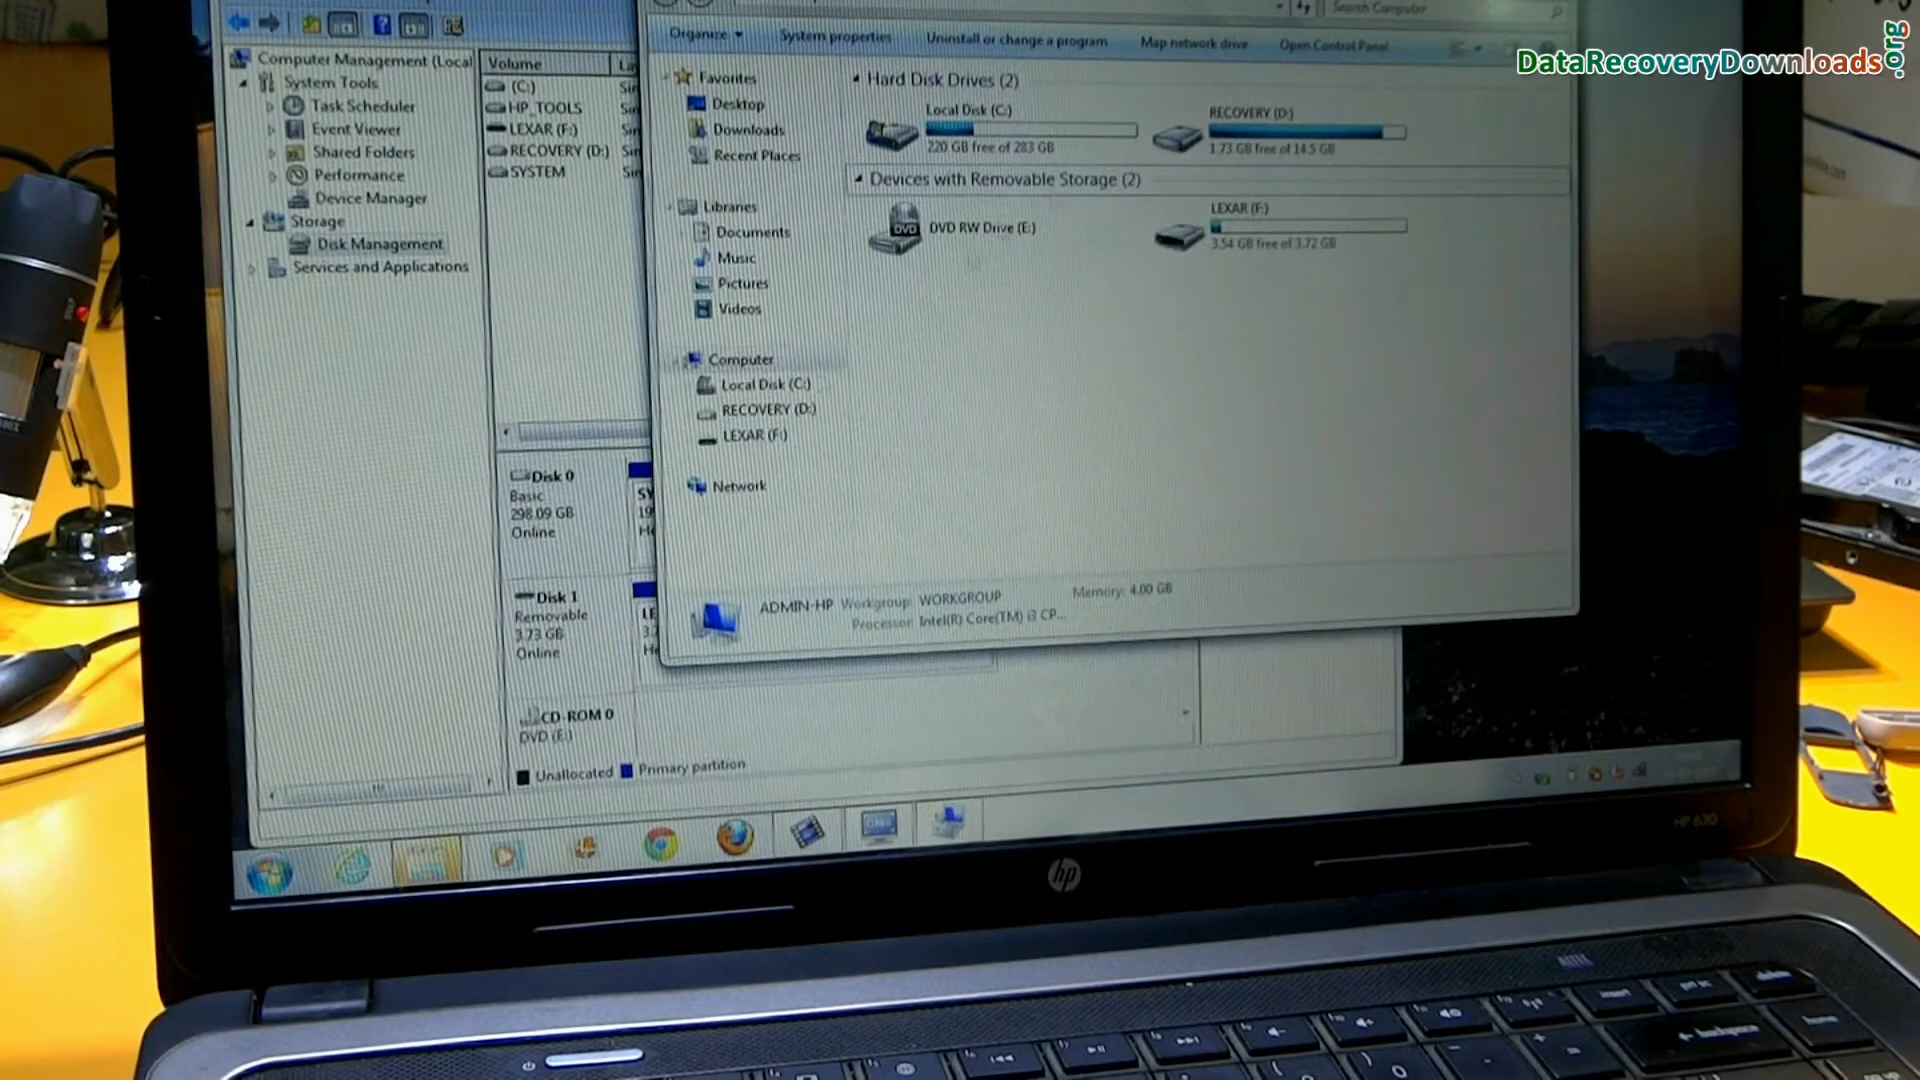 DataRecoveryDownloads.org
Search Computer
Organize
System properties
Uninstall or change a program
Map network drive
Open Control Panel
Computer Management (Local
System Tools
Task Scheduler
Event Viewer
Shared Folders
Performance
Device Manager
Storage
Disk Management
Services and Applications
Volume
(C:)
HP_TOOLS
LEXAR (F:)
RECOVERY (D:)
SYSTEM
Favorites
Desktop
Downloads
Recent Places
Libraries
Documents
Music
Pictures
Videos
Computer
Local Disk (C:)
RECOVERY (D:)
LEXAR (F:)
Network
Hard Disk Drives (2)
Local Disk (C:)
220 GB free of 283 GB
RECOVERY (D:)
1.73 GB free of 14.5 GB
Devices with Removable Storage (2)
DVD RW Drive (E:)
LEXAR (F:)
3.54 GB free of 3.72 GB
ADMIN-HP Workgroup: WORKGROUP
Memory: 4.00 GB
Processor: Intel(R) Core(TM) i3 CP...
Disk 0
Basic
298.09 GB
Online
Disk 1
Removable
3.73 GB
Online
CD-ROM 0
DVD (E:)
Unallocated
Primary partition
HP 630
hp
insert
delete
backspace
home